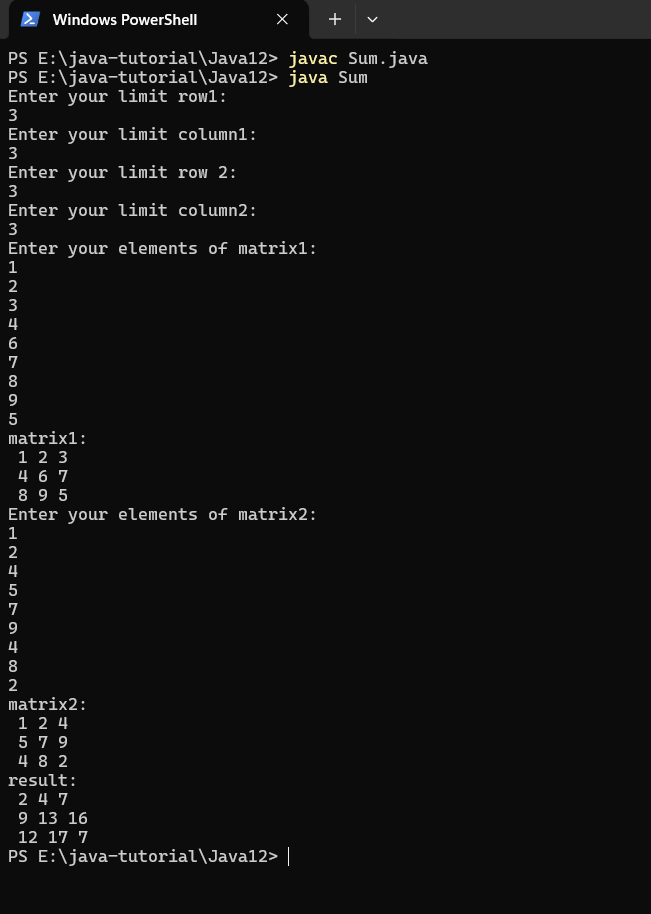 Windows PowerShell
PS E:\java-tutorial\Java12> javac Sum.java
PS E:\java-tutorial\Java12> java Sum
Enter your limit row1:
3
Enter your limit column1:
3
Enter your limit row 2:
3
Enter your limit column2:
3
Enter your elements of matrix1:
1
2
3
4
6
7
8
9
5
matrix1:
 1 2 3
 4 6 7
 8 9 5
Enter your elements of matrix2:
1
2
4
5
7
9
4
8
2
matrix2:
 1 2 4
 5 7 9
 4 8 2
result:
 2 4 7
 9 13 16
 12 17 7
PS E:\java-tutorial\Java12>